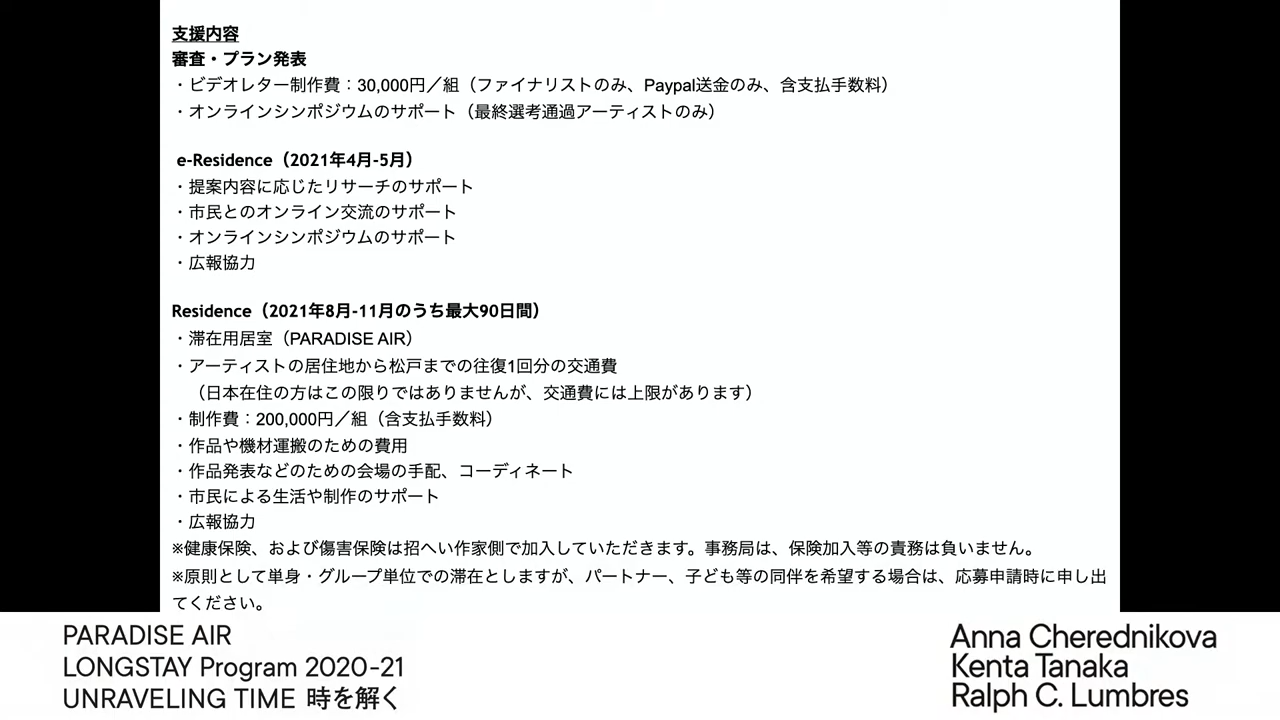 支援内容
審査・プラン発表
・ビデオレター制作費：30,000円／組（ファイナリストのみ、Paypal送金のみ、含支払手数料）
・オンラインシンポジウムのサポート（最終選考通過アーティストのみ）
e-Residence（2021年4月-5月）
・提案内容に応じたリサーチのサポート
・市民とのオンライン交流のサポート
・オンラインシンポジウムのサポート
・広報協力
Residence（2021年8月-11月のうち最大90日間）
・滞在用居室（PARADISE AIR）
・アーティストの居住地から松戸までの往復1回分の交通費
（日本在住の方はこの限りではありませんが、交通費には上限があります）
・制作費：200,000円／組（含支払手数料）
・作品や機材運搬のための費用
・作品発表などのための会場の手配、コーディネート
・市民による生活や制作のサポート
・広報協力
※健康保険、および傷害保険は招へい作家側で加入していただきます。事務局は、保険加入等の責務は負いません。
※原則として単身・グループ単位での滞在としますが、パートナー、子ども等の同伴を希望する場合は、応募申請時に申し出
てください。
PARADISE AIR
LONGSTAY Program 2020-21
UNRAVELING TIME 時を解く
Anna Cherednikova
Kenta Tanaka
Ralph C. Lumbres